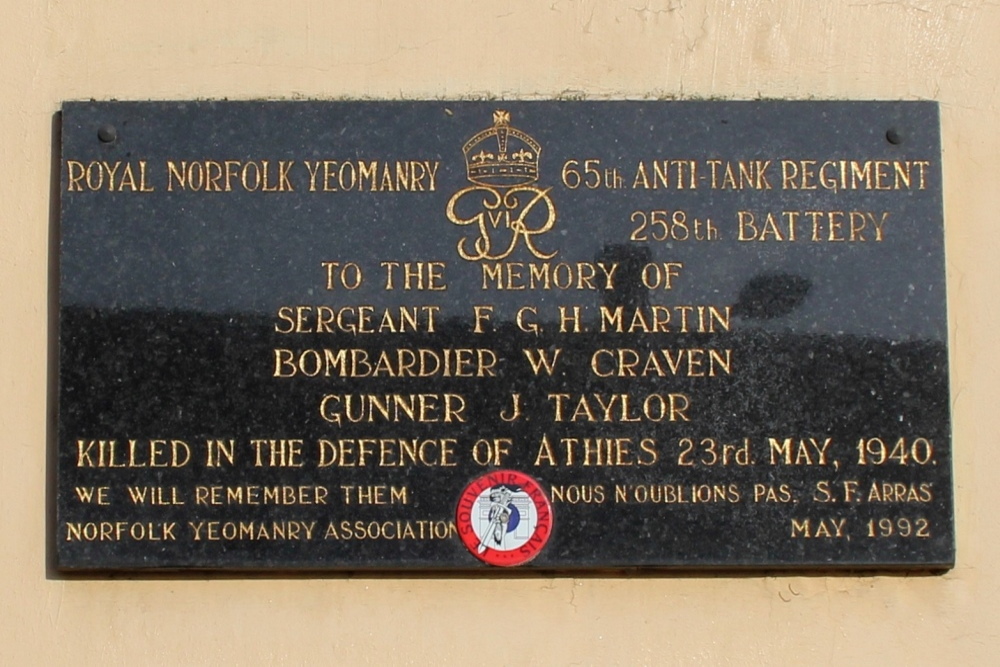 ROYAL NORFOLK YEOMANRY GVIR 65th. ANTI-TANK REGIMENT
258th. BATTERY
TO THE MEMORY OF
SERGEANT F. G. H. MARTIN
BOMBARDIER W. CRAVEN
GUNNER J TAYLOR
KILLED IN THE DEFENCE OF ATHIES 23rd. MAY, 1940.
WE WILL REMEMBER THEM NOUS N'OUBLIONS PAS. S.F. ARRAS
NORFOLK YEOMANRY ASSOCIATION MAY, 1992
LE SOUVENIR FRANÇAIS